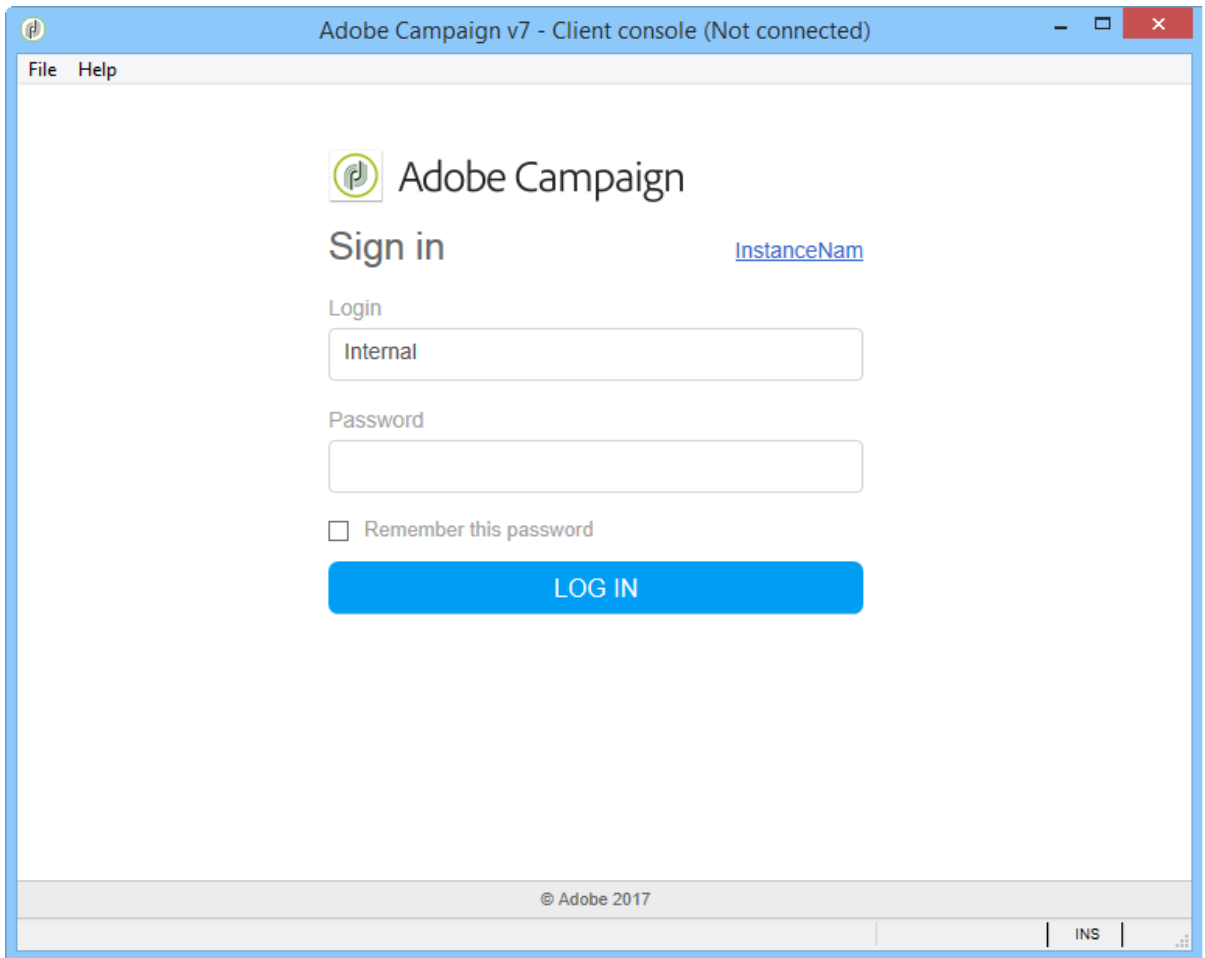 Adobe Campaign v7 - Client console (Not connected)
File Help
Adobe Campaign
Sign in InstanceNam
Login
Internal
Password
Remember this password
LOG IN
© Adobe 2017
INS